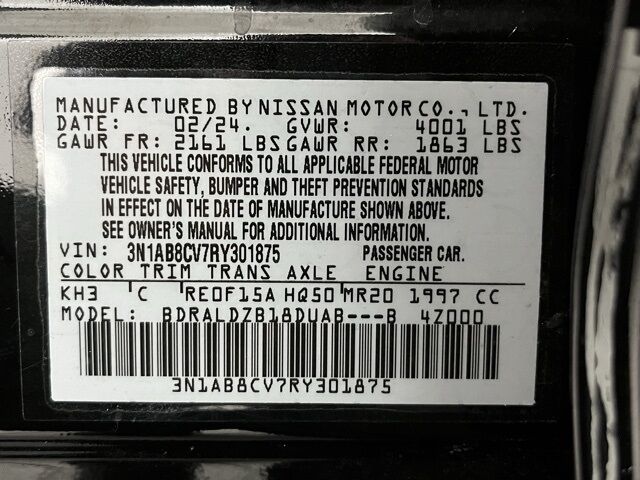 MANUFACTURED BY NISSAN MOTOR CO., LTD.
DATE: 02/24. GVWR: 4001 LBS
GAWR FR: 2161 LBS GAWR RR: 1863 LBS
THIS VEHICLE CONFORMS TO ALL APPLICABLE FEDERAL MOTOR
VEHICLE SAFETY, BUMPER AND THEFT PREVENTION STANDARDS
IN EFFECT ON THE DATE OF MANUFACTURE SHOWN ABOVE.
SEE OWNER'S MANUAL FOR ADDITIONAL INFORMATION.
VIN: 3N1AB8CV7RY301875 PASSENGER CAR.
COLOR TRIM TRANS AXLE ENGINE
KH3 C RE0F15A HQ50 MR20 1997 CC
MODEL: BDRALDZB18DUAB---B 4Z000
3N1AB8CV7RY301875